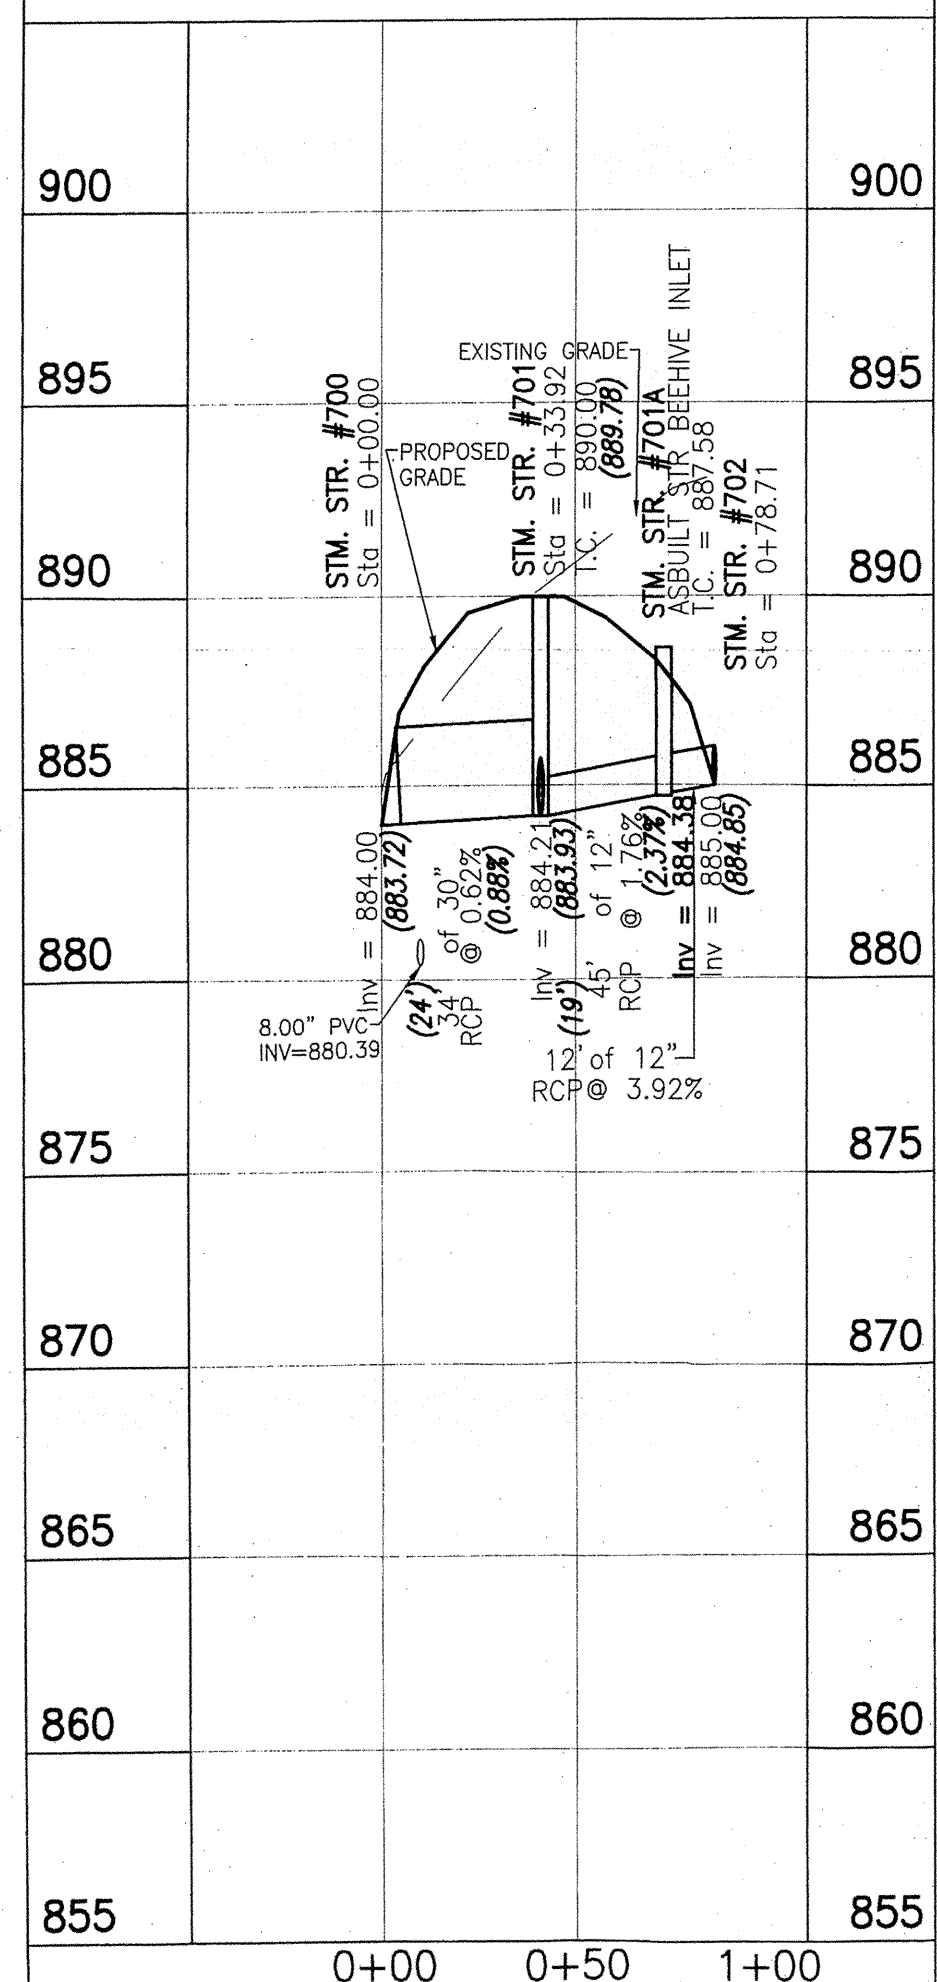 900
900
895
895
890
890
885
885
880
880
875
875
870
870
865
865
860
860
855
855
STM. STR. #700
Sta = 0+00.00
PROPOSED
GRADE
EXISTING GRADE
STM. STR. #701
Sta = 0+33.92
T.C. = 890.00
(889.78)
STM. STR. #701A
ASBUILT STR BEEHIVE INLET
T.C. = 887.58
STM. STR. #702
Sta = 0+78.71
Inv = 884.00
(883.72)
(24')
34' of 30"
RCP @ 0.62%
(0.88%)
Inv = 884.21
(883.93)
(19')
45' of 12"
RCP @ 1.76%
(2.37%)
Inv = 884.38
Inv = 885.00
(884.85)
8.00" PVC
INV=880.39
12' of 12"
RCP@ 3.92%
0+00 0+50 1+00